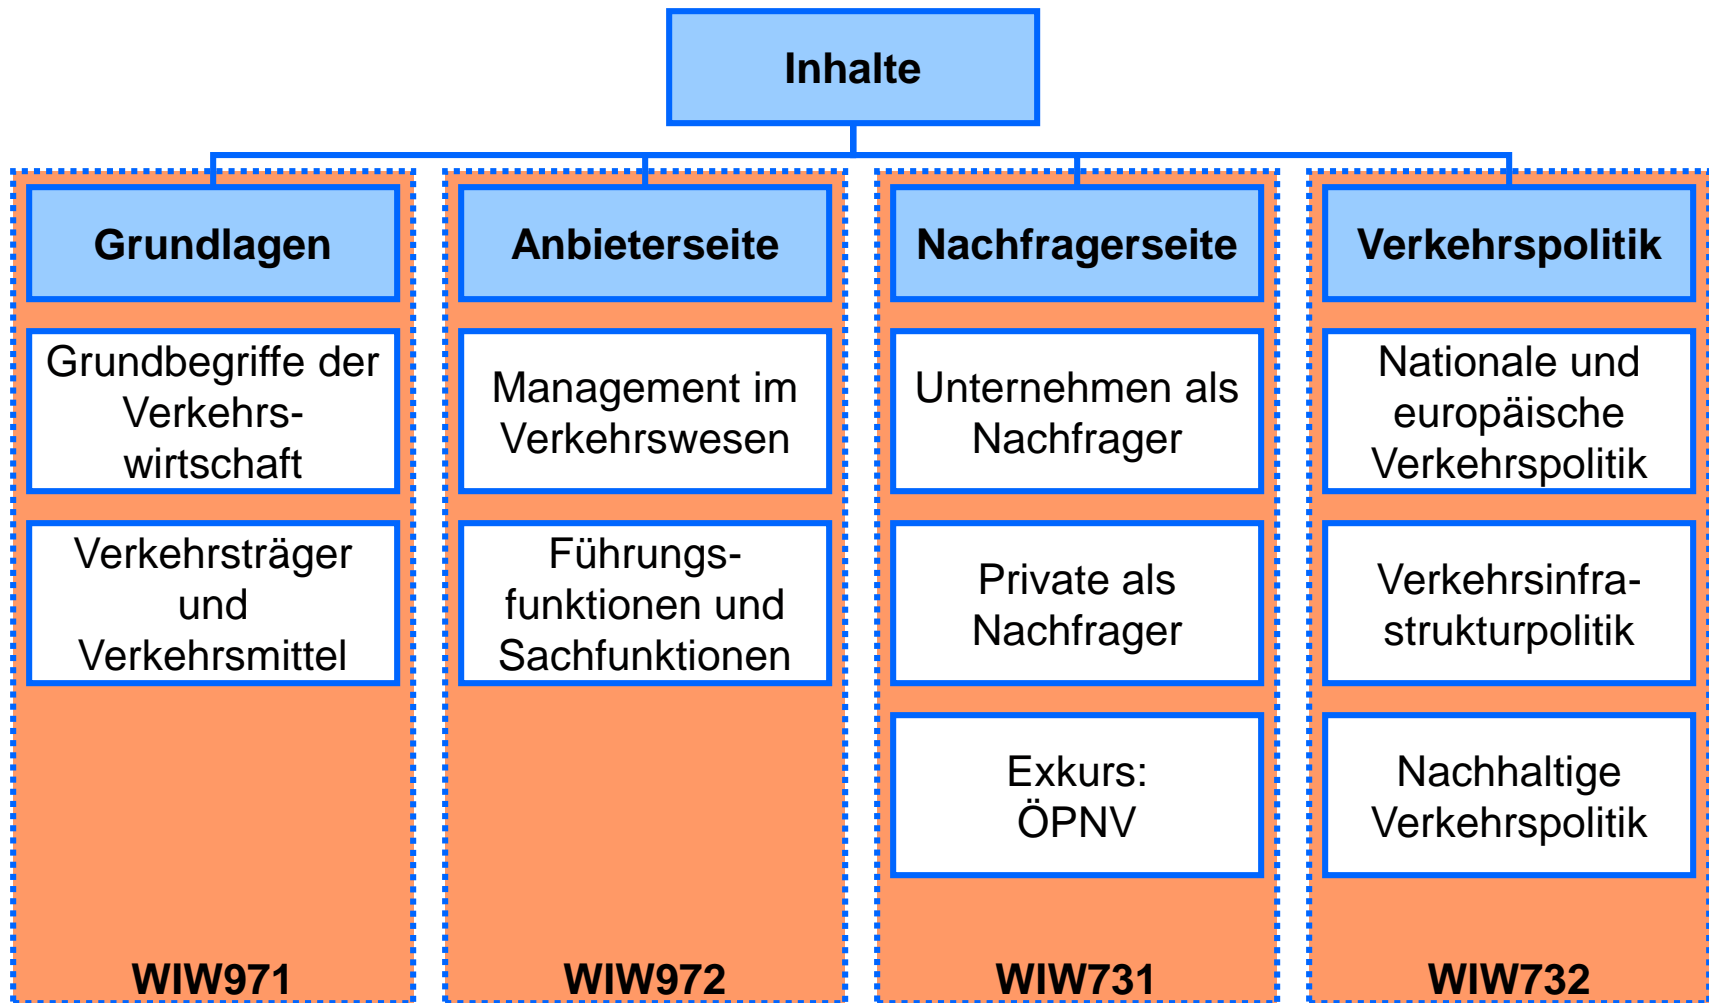 Inhalte
Grundlagen
Grundbegriffe der
Verkehrs-
wirtschaft
Verkehrsträger
und
Verkehrsmittel
WIW971
Anbieterseite
Management im
Verkehrswesen
Führungs-
funktionen und
Sachfunktionen
WIW972
Nachfragerseite
Unternehmen als
Nachfrager
Private als
Nachfrager
Exkurs:
ÖPNV
WIW731
Verkehrspolitik
Nationale und
europäische
Verkehrspolitik
Verkehrsinfra-
strukturpolitik
Nachhaltige
Verkehrspolitik
WIW732